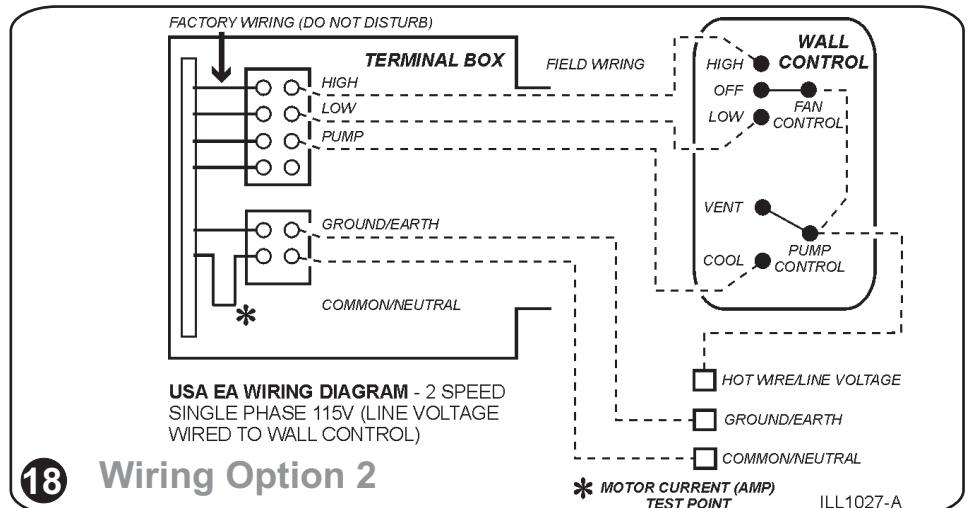 FACTORY WIRING (DO NOT DISTURB)
TERMINAL BOX
FIELD WIRING
WALL
CONTROL
HIGH
LOW
PUMP
HIGH
OFF
LOW
FAN
CONTROL
VENT
COOL
PUMP
CONTROL
GROUND/EARTH
COMMON/NEUTRAL
*
USA EA WIRING DIAGRAM - 2 SPEED
SINGLE PHASE 115V (LINE VOLTAGE
WIRED TO WALL CONTROL)
HOT WIRE/LINE VOLTAGE
GROUND/EARTH
COMMON/NEUTRAL
18 Wiring Option 2
* MOTOR CURRENT (AMP)
TEST POINT
ILL1027-A